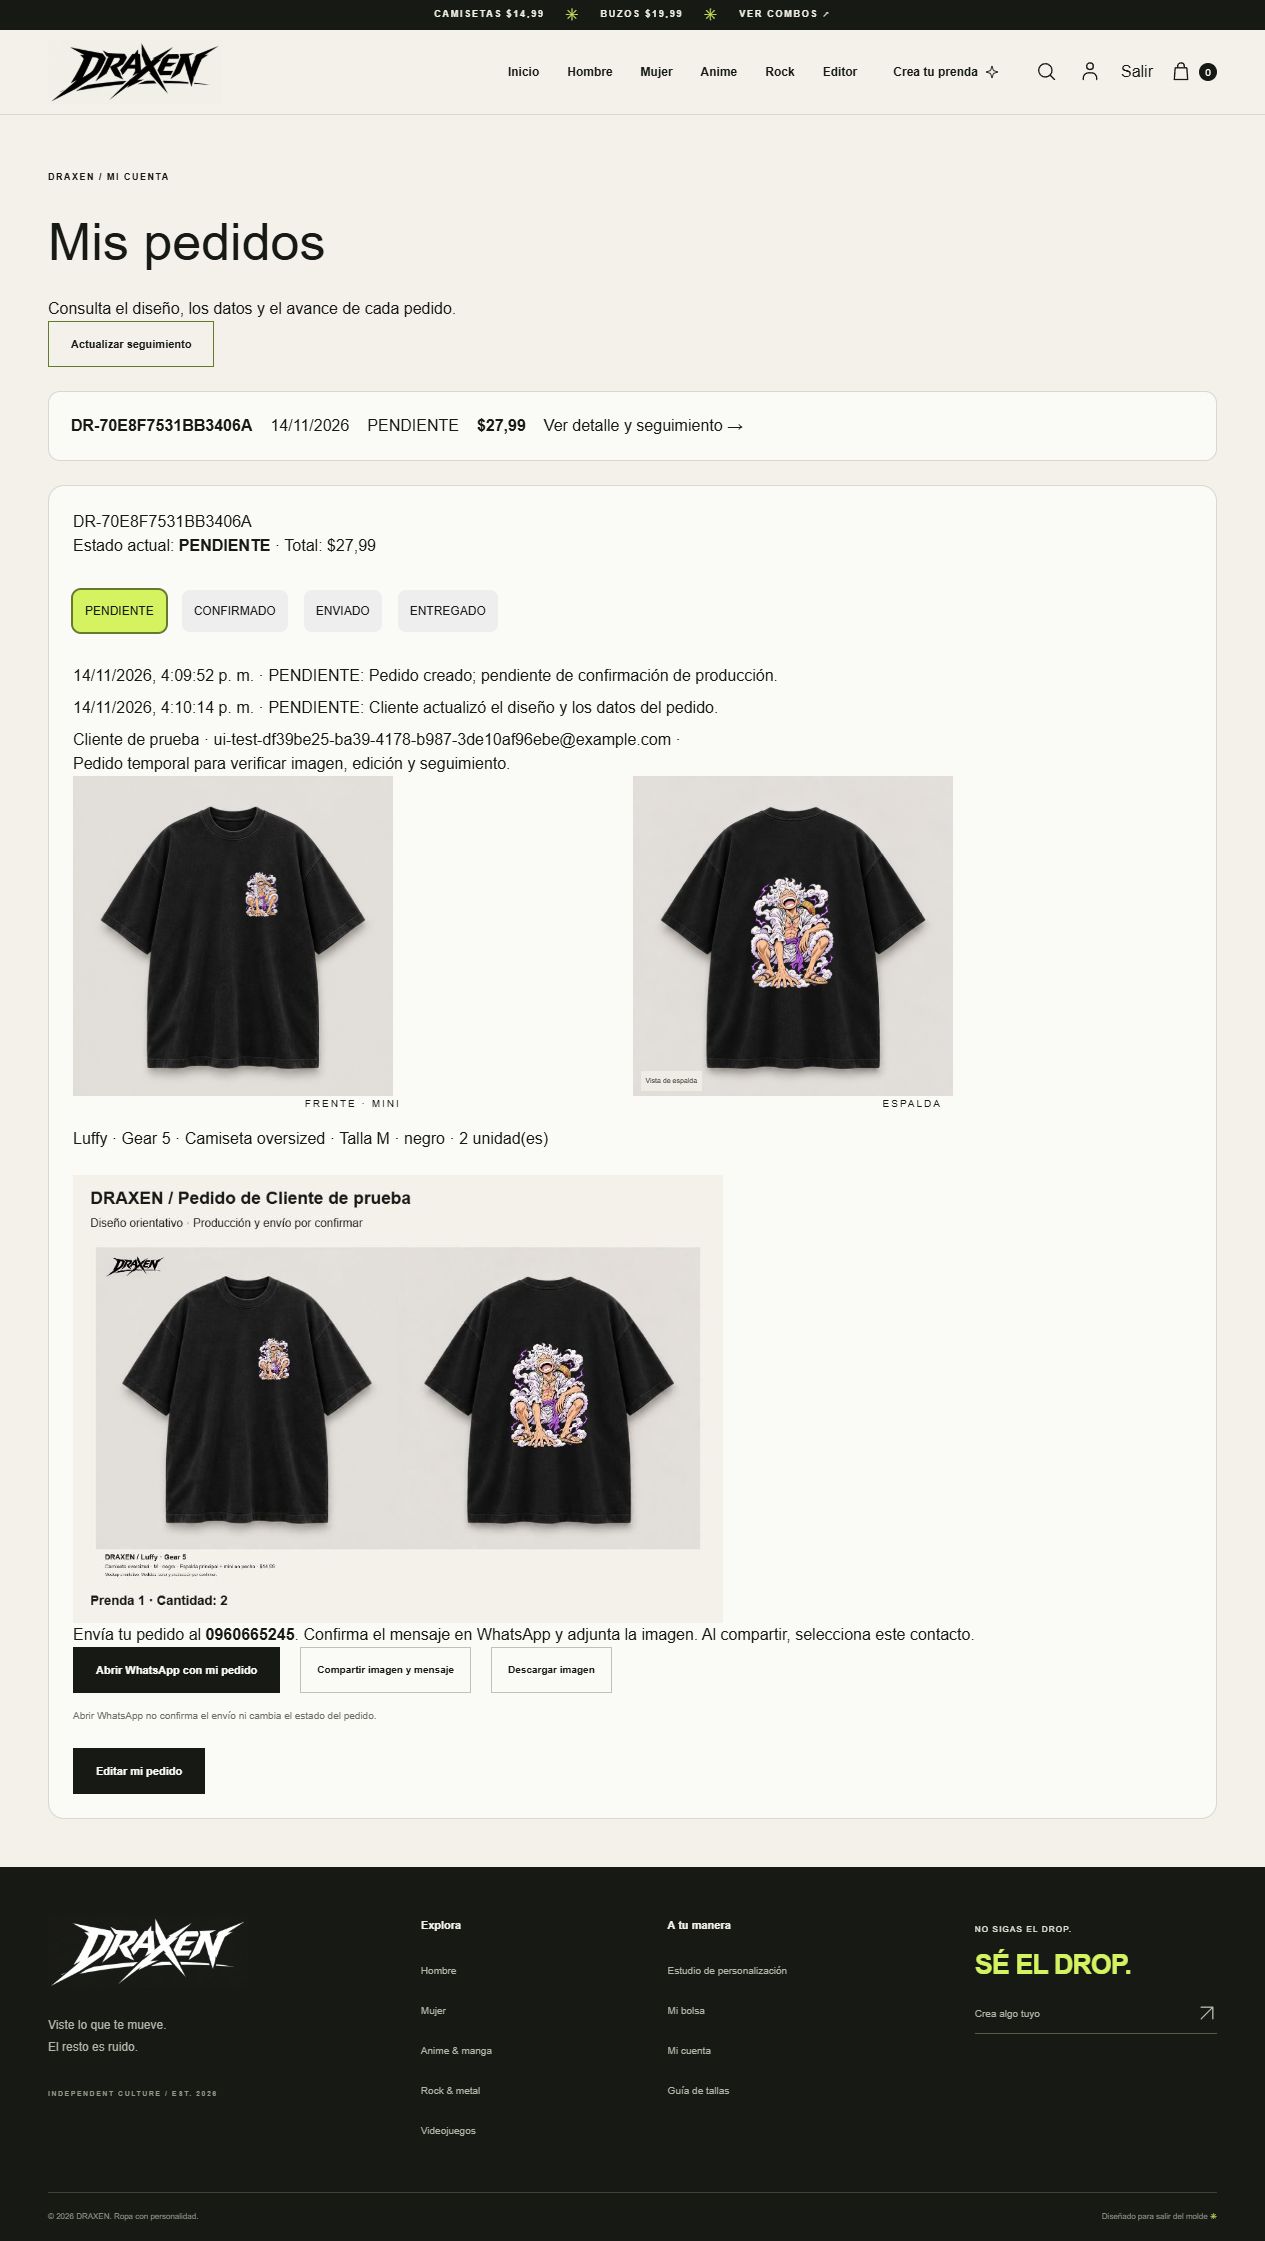 CAMISETAS $14,99 ✳ BUZOS $19,99 ✳ VER COMBOS ↗
DRAXEN
Inicio Hombre Mujer Anime Rock Editor Crea tu prenda Salir 0
DRAXEN / MI CUENTA
Mis pedidos
Consulta el diseño, los datos y el avance de cada pedido.
Actualizar seguimiento
DR-70E8F7531BB3406A 14/11/2026 PENDIENTE $27,99 Ver detalle y seguimiento →
DR-70E8F7531BB3406A
Estado actual: PENDIENTE · Total: $27,99
PENDIENTE CONFIRMADO ENVIADO ENTREGADO
14/11/2026, 4:09:52 p. m. · PENDIENTE: Pedido creado; pendiente de confirmación de producción.
14/11/2026, 4:10:14 p. m. · PENDIENTE: Cliente actualizó el diseño y los datos del pedido.
Cliente de prueba · ui-test-df39be25-ba39-4178-b987-3de10af96ebe@example.com ·
Pedido temporal para verificar imagen, edición y seguimiento.
Vista de espalda
FRENTE · MINI
ESPALDA
Luffy · Gear 5 · Camiseta oversized · Talla M · negro · 2 unidad(es)
DRAXEN / Pedido de Cliente de prueba
Diseño orientativo · Producción y envío por confirmar
DRAXEN
DRAXEN / Luffy · Gear 5
Camiseta oversized · M · negro · Espalda principal + mini en pecho · $14,99
Prenda 1 · Cantidad: 2
Envía tu pedido al 0960665245. Confirma el mensaje en WhatsApp y adjunta la imagen. Al compartir, selecciona este contacto.
Abrir WhatsApp con mi pedido
Compartir imagen y mensaje
Descargar imagen
Abrir WhatsApp no confirma el envío ni cambia el estado del pedido.
Editar mi pedido
DRAXEN
Viste lo que te mueve.
El resto es ruido.
INDEPENDENT CULTURE / EST. 2026
Explora
Hombre
Mujer
Anime & manga
Rock & metal
Videojuegos
A tu manera
Estudio de personalización
Mi bolsa
Mi cuenta
Guía de tallas
NO SIGAS EL DROP.
SÉ EL DROP.
Crea algo tuyo
© 2026 DRAXEN. Ropa con personalidad.
Diseñado para salir del molde ✳